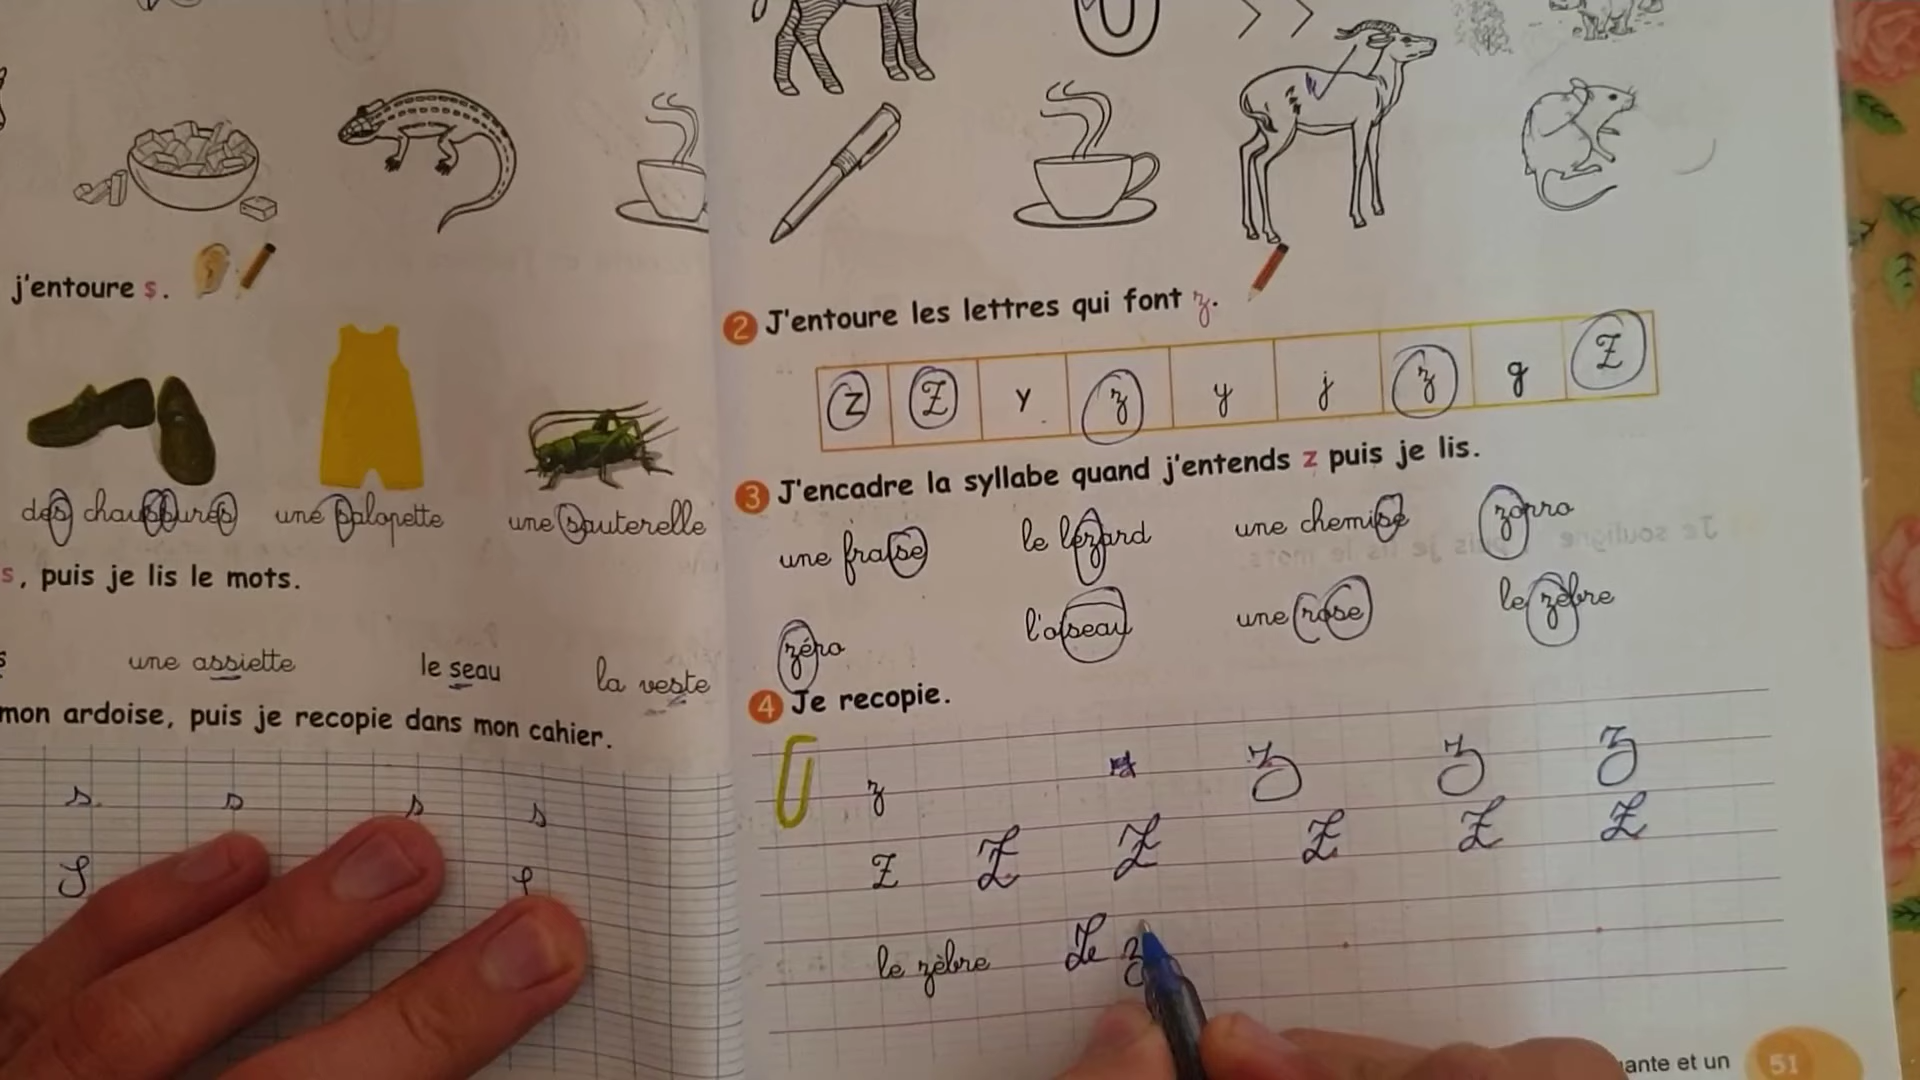 j'entoure s.
des chaussures
une salopette
une sauterelle
s, puis je lis le mots.
une assiette
le seau
la veste
mon ardoise, puis je recopie dans mon cahier.
s s s s
S
2 J'entoure les lettres qui font z.
z Z y z y j z g Z
3 J'encadre la syllabe quand j'entends z puis je lis.
une fraise
le lézard
une chemise
zorro
zéro
l'oiseau
une rose
le zèbre
4 Je recopie.
z z z z
Z Z Z Z Z Z
le zèbre Le z
ante et un 51